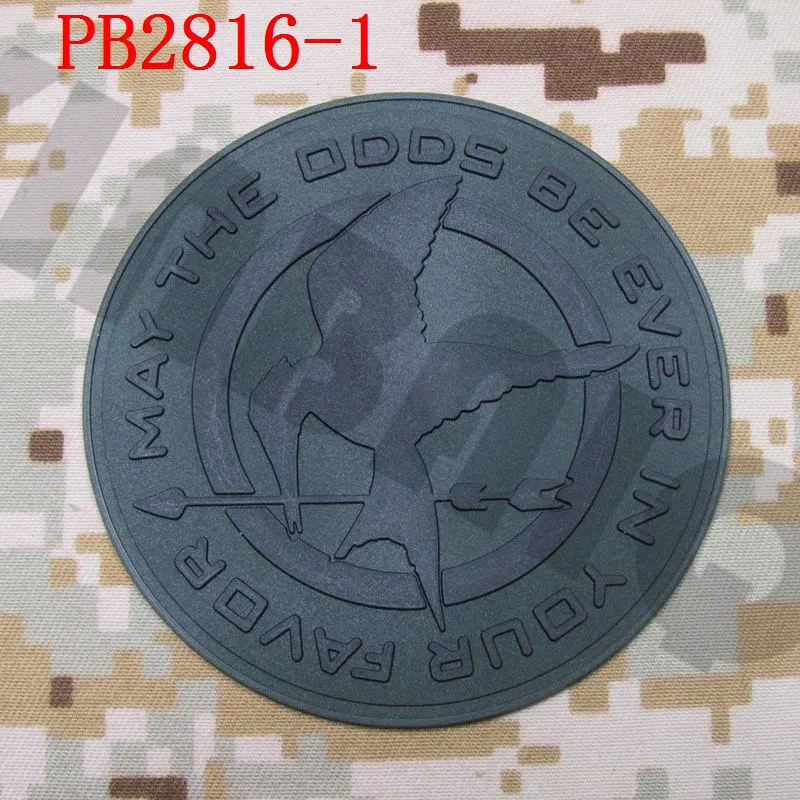 PB2816-1
MAY THE ODDS BE EVER IN YOUR FAVOR